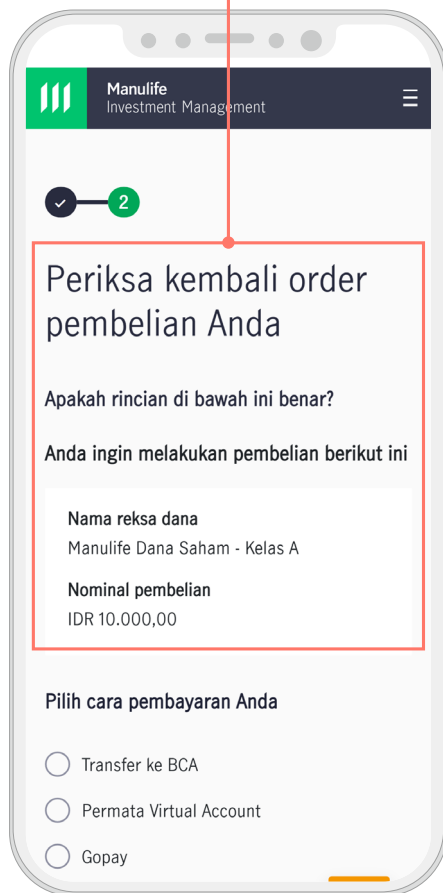 Manulife
Investment Management
2
Periksa kembali order
pembelian Anda
Apakah rincian di bawah ini benar?
Anda ingin melakukan pembelian berikut ini
Nama reksa dana
Manulife Dana Saham - Kelas A
Nominal pembelian
IDR 10.000,00
Pilih cara pembayaran Anda
Transfer ke BCA
Permata Virtual Account
Gopay